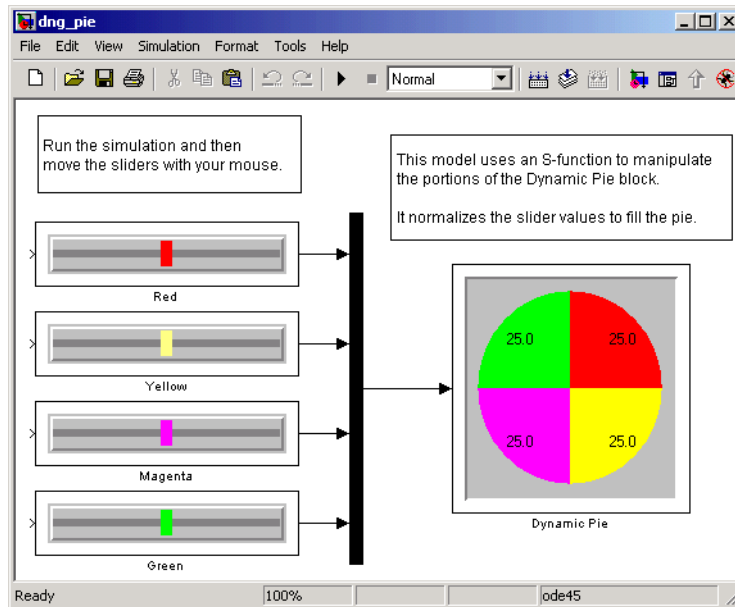 dng_pie
File Edit View Simulation Format Tools Help
Normal
Run the simulation and then
move the sliders with your mouse.
This model uses an S-function to manipulate
the portions of the Dynamic Pie block.
It normalizes the slider values to fill the pie.
Red
Yellow
Magenta
Green
25.0 25.0
25.0 25.0
Dynamic Pie
Ready 100% ode45